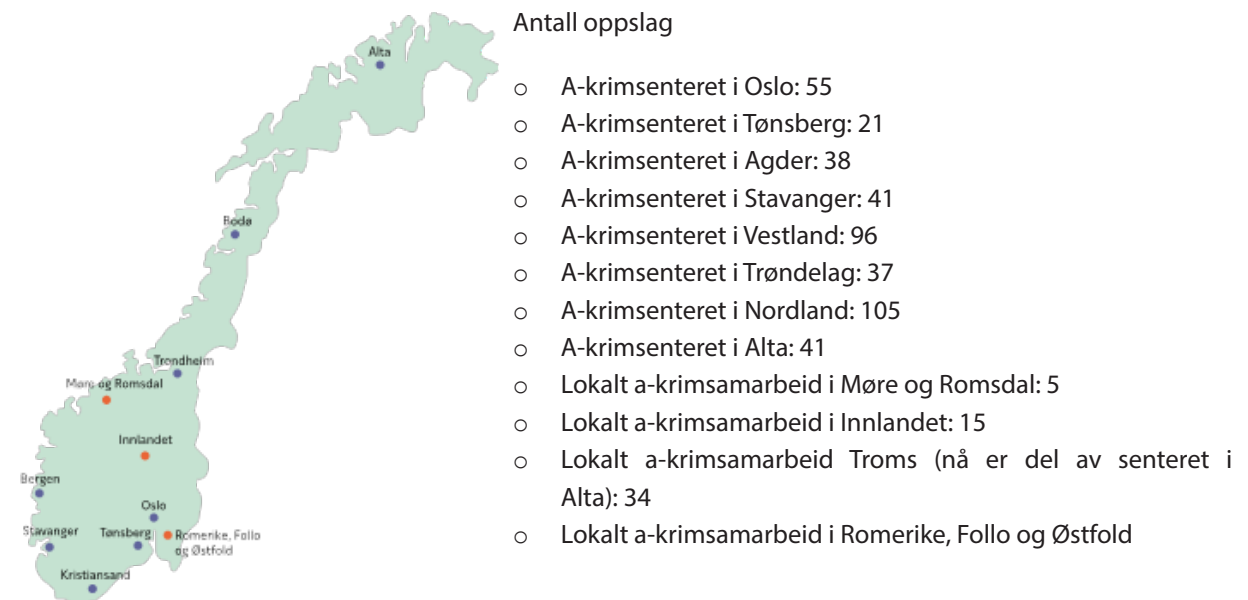 Antall oppslag
Alta
o A-krimsenteret i Oslo: 55
o A-krimsenteret i Tønsberg: 21
o A-krimsenteret i Agder: 38
o A-krimsenteret i Stavanger: 41
o A-krimsenteret i Vestland: 96
o A-krimsenteret i Trøndelag: 37
o A-krimsenteret i Nordland: 105
o A-krimsenteret i Alta: 41
o Lokalt a-krimsamarbeid i Møre og Romsdal: 5
o Lokalt a-krimsamarbeid i Innlandet: 15
o Lokalt a-krimsamarbeid Troms (nå er del av senteret i
Alta): 34
o Lokalt a-krimsamarbeid i Romerike, Follo og Østfold
Bodø
Trondheim
Møre og Romsdal
Innlandet
Bergen
Oslo
Stavanger
Tønsberg
Romerike, Follo
og Østfold
Kristiansand